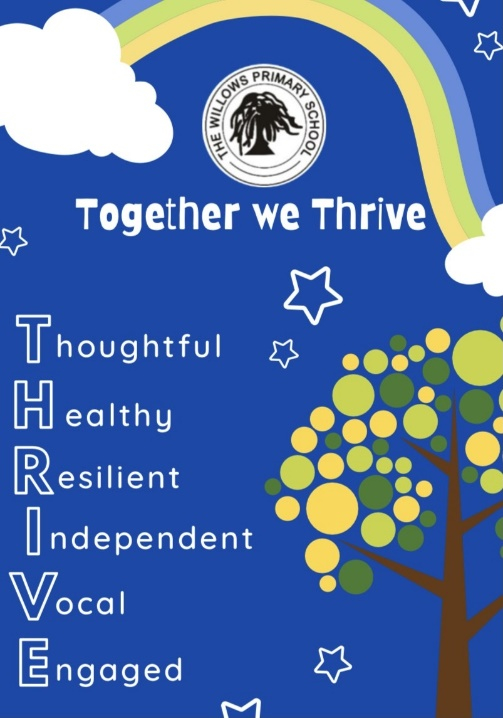 THE WILLOWS PRIMARY SCHOOL
Together we Thrive
Thoughtful
Healthy
Resilient
Independent
Vocal
Engaged